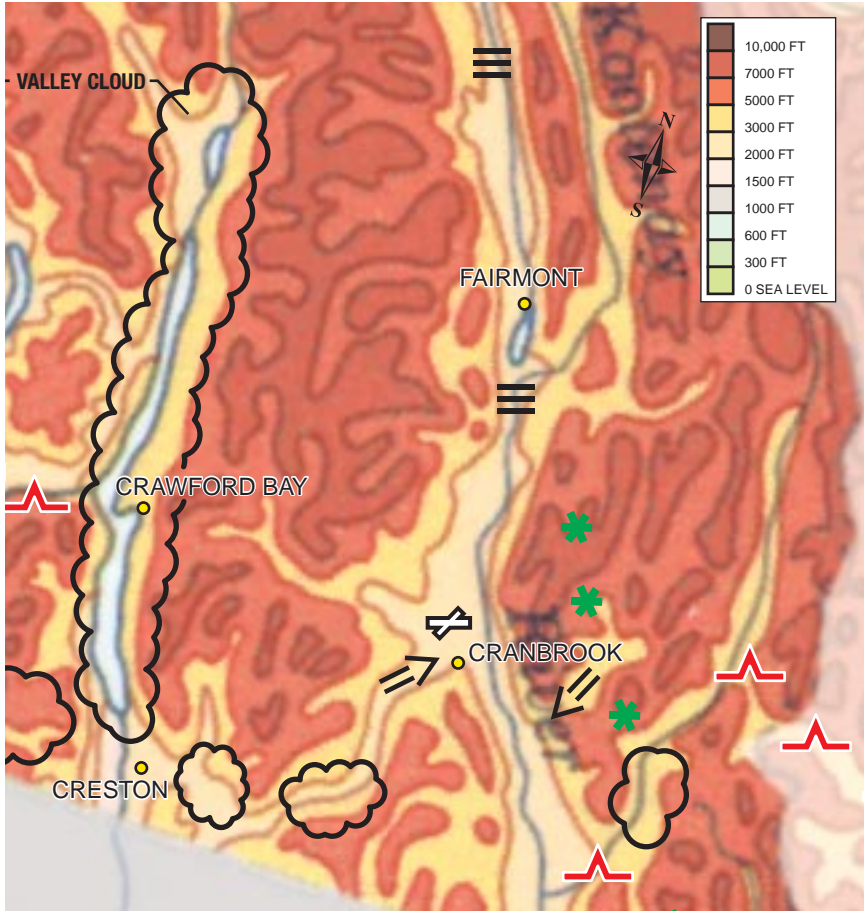 - VALLEY CLOUD
10,000 FT
7000 FT
5000 FT
3000 FT
2000 FT
1500 FT
1000 FT
600 FT
300 FT
0 SEA LEVEL
N
S
FAIRMONT
CRAWFORD BAY
CRANBROOK
CRESTON